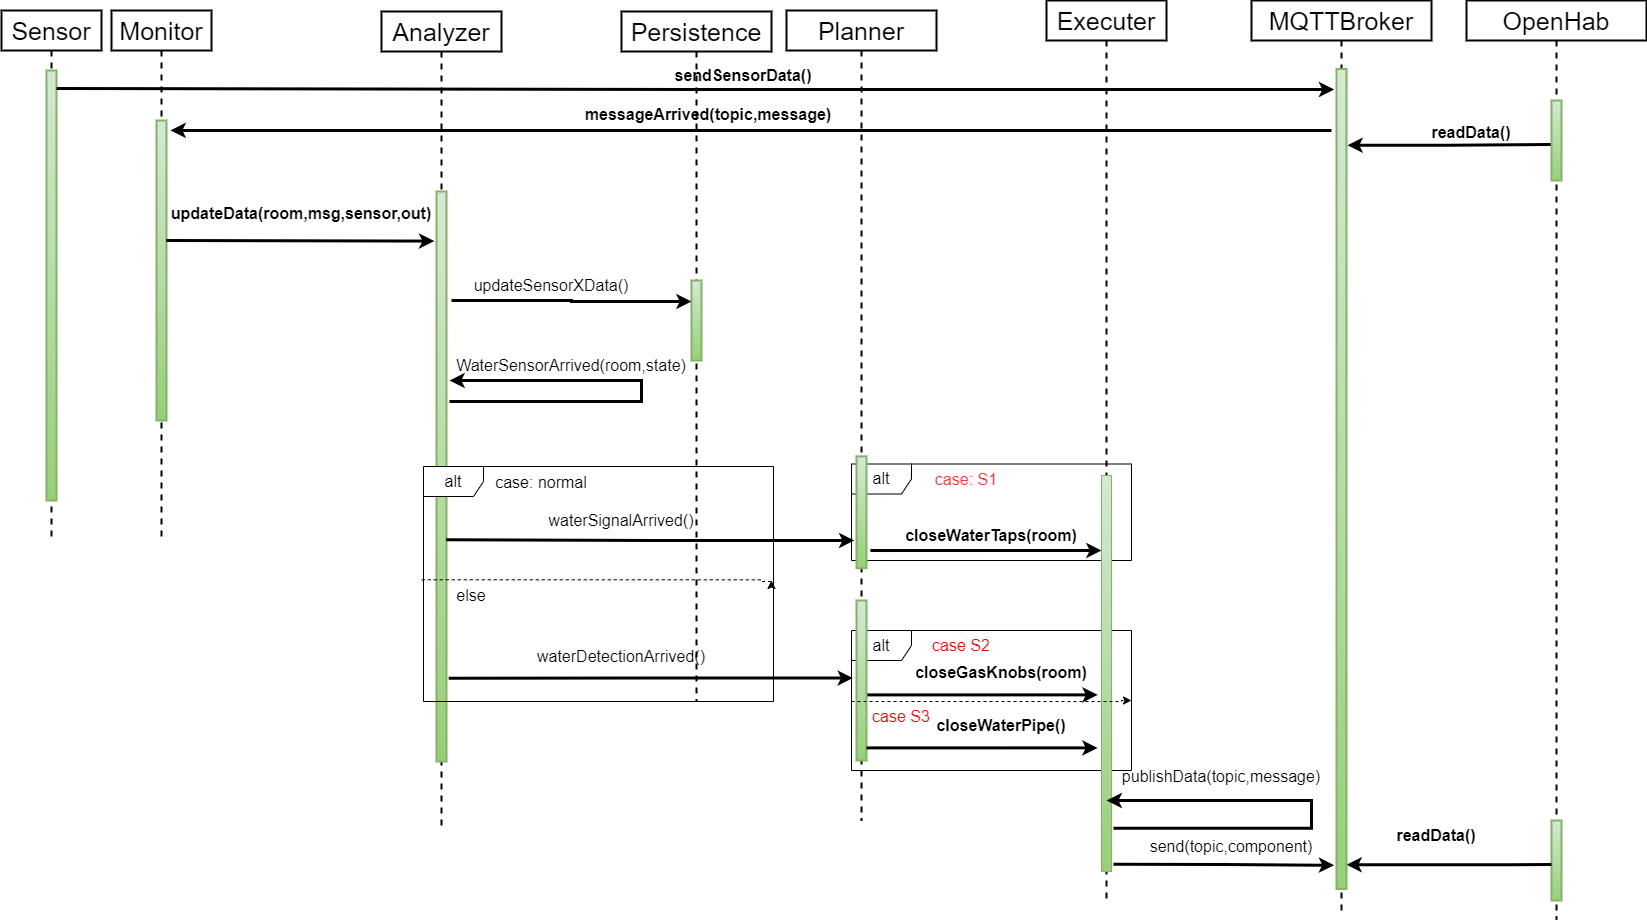 Sensor
Monitor
Analyzer
Persistence
Planner
Executer
MQTTBroker
OpenHab
sendSensorData()
messageArrived(topic,message)
readData()
updateData(room,msg,sensor,out)
updateSensorXData()
WaterSensorArrived(room,state)
alt
case: normal
alt
case: S1
waterSignalArrived()
closeWaterTaps(room)
else
alt
case S2
waterDetectionArrived()
closeGasKnobs(room)
case S3
closeWaterPipe()
publishData(topic,message)
send(topic,component)
readData()